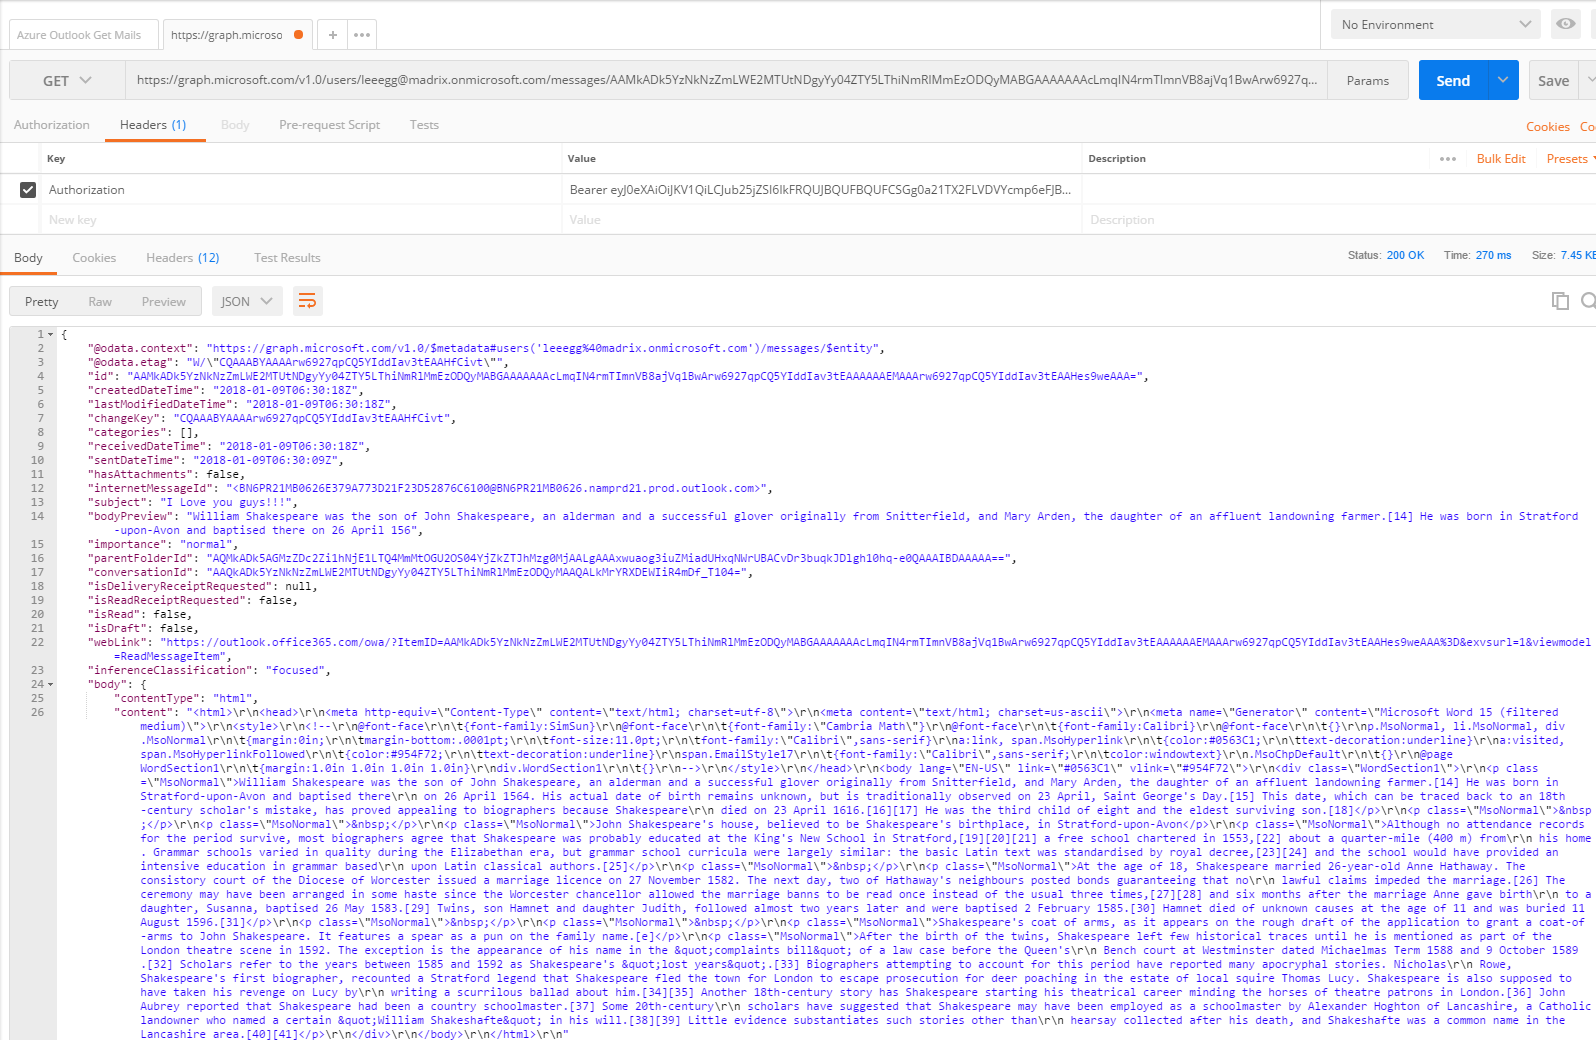 Azure Outlook Get Mails
https://graph.microso
+
•••
No Environment
GET
https://graph.microsoft.com/v1.0/users/leeegg@madrix.onmicrosoft.com/messages/AAMkADk5YzNkNzZmLWE2MTUtNDgyYy04ZTY5LThiNmRlMmEzODQyMABGAAAAAAAcLmqIN4rmTImnVB8ajVq1BwArw6927q...
Params
Send
Save
Authorization
Headers (1)
Body
Pre-request Script
Tests
Cookies
Co
Key
Value
Description
•••
Bulk Edit
Presets
Authorization
Bearer eyJ0eXAiOiJKV1QiLCJub25jZSI6IkFRQUJBQUFBQUFCSGg0a21TX2FLVDVYcmp6eFJB...
New key
Value
Description
Body
Cookies
Headers (12)
Test Results
Status: 200 OK
Time: 270 ms
Size: 7.45 KB
Pretty
Raw
Preview
JSON
1 {
2 "@odata.context": "https://graph.microsoft.com/v1.0/$metadata#users('leeegg%40madrix.onmicrosoft.com')/messages/$entity",
3 "@odata.etag": "W/\"CQAAABYAAAArw6927qpCQ5YIddIav3tEAAHfCivt\"",
4 "id": "AAMkADk5YzNkNzZmLWE2MTUtNDgyYy04ZTY5LThiNmRlMmEzODQyMABGAAAAAAAcLmqIN4rmTImnVB8ajVq1BwArw6927qpCQ5YIddIav3tEAAAAAAEMAAArw6927qpCQ5YIddIav3tEAAHes9weAAA=",
5 "createdDateTime": "2018-01-09T06:30:18Z",
6 "lastModifiedDateTime": "2018-01-09T06:30:18Z",
7 "changeKey": "CQAAABYAAAArw6927qpCQ5YIddIav3tEAAHfCivt",
8 "categories": [],
9 "receivedDateTime": "2018-01-09T06:30:18Z",
10 "sentDateTime": "2018-01-09T06:30:09Z",
11 "hasAttachments": false,
12 "internetMessageId": "<BN6PR21MB0626E379A773D21F23D52876C6100@BN6PR21MB0626.namprd21.prod.outlook.com>",
13 "subject": "I Love you guys!!!",
14 "bodyPreview": "William Shakespeare was the son of John Shakespeare, an alderman and a successful glover originally from Snitterfield, and Mary Arden, the daughter of an affluent landowning farmer.[14] He was born in Stratford
-upon-Avon and baptised there on 26 April 156",
15 "importance": "normal",
16 "parentFolderId": "AQMkADk5AGMzZDc2Zi1hNjE1LTQ4MmMtOGU2OS04YjZkZTJhMzg0MjAALgAAAxwuaog3iuZMiadUHxqNWrUBACvDr3buqkJDlgh10hq-e0QAAAIBDAAAAA==",
17 "conversationId": "AAQkADk5YzNkNzZmLWE2MTUtNDgyYy04ZTY5LThiNmRlMmEzODQyMAAQALkMrYRXDEWIiR4mDf_T104=",
18 "isDeliveryReceiptRequested": null,
19 "isReadReceiptRequested": false,
20 "isRead": false,
21 "isDraft": false,
22 "webLink": "https://outlook.office365.com/owa/?ItemID=AAMkADk5YzNkNzZmLWE2MTUtNDgyYy04ZTY5LThiNmRlMmEzODQyMABGAAAAAAAcLmqIN4rmTImnVB8ajVq1BwArw6927qpCQ5YIddIav3tEAAAAAAEMAAArw6927qpCQ5YIddIav3tEAAHes9weAAA%3D&exvsurl=1&viewmodel
=ReadMessageItem",
23 "inferenceClassification": "focused",
24 "body": {
25 "contentType": "html",
26 "content": "<html>\r\n<head>\r\n<meta http-equiv=\"Content-Type\" content=\"text/html; charset=utf-8\">\r\n<meta content=\"text/html; charset=us-ascii\">\r\n<meta name=\"Generator\" content=\"Microsoft Word 15 (filtered
medium)\">\r\n<style>\r\n<!--\r\n@font-face\r\n\t{font-family:SimSun}\r\n@font-face\r\n\t{font-family:\"Cambria Math\"}\r\n@font-face\r\n\t{font-family:Calibri}\r\n@font-face\r\n\t{}\r\np.MsoNormal, li.MsoNormal, div
.MsoNormal\r\n\t{margin:0in;\r\n\tmargin-bottom:.0001pt;\r\n\tfont-size:11.0pt;\r\n\tfont-family:\"Calibri\",sans-serif}\r\na:link, span.MsoHyperlink\r\n\t{color:#0563C1;\r\n\ttext-decoration:underline}\r\na:visited,
span.MsoHyperlinkFollowed\r\n\t{color:#954F72;\r\n\ttext-decoration:underline}\r\nspan.EmailStyle17\r\n\t{font-family:\"Calibri\",sans-serif;\r\n\tcolor:windowtext}\r\n.MsoChpDefault\r\n\t{}\r\n@page
WordSection1\r\n\t{margin:1.0in 1.0in 1.0in 1.0in}\r\ndiv.WordSection1\r\n\t{}\r\n-->\r\n</style>\r\n</head>\r\n<body lang=\"EN-US\" link=\"#0563C1\" vlink=\"#954F72\">\r\n<div class=\"WordSection1\">\r\n<p class
=\"MsoNormal\">William Shakespeare was the son of John Shakespeare, an alderman and a successful glover originally from Snitterfield, and Mary Arden, the daughter of an affluent landowning farmer.[14] He was born in
Stratford-upon-Avon and baptised there\r\n on 26 April 1564. His actual date of birth remains unknown, but is traditionally observed on 23 April, Saint George's Day.[15] This date, which can be traced back to an 18th
-century scholar's mistake, has proved appealing to biographers because Shakespeare\r\n died on 23 April 1616.[16][17] He was the third child of eight and the eldest surviving son.[18]</p>\r\n<p class=\"MsoNormal\">&nbsp
;</p>\r\n<p class=\"MsoNormal\">&nbsp;</p>\r\n<p class=\"MsoNormal\">John Shakespeare's house, believed to be Shakespeare's birthplace, in Stratford-upon-Avon</p>\r\n<p class=\"MsoNormal\">Although no attendance records
for the period survive, most biographers agree that Shakespeare was probably educated at the King's New School in Stratford,[19][20][21] a free school chartered in 1553,[22] about a quarter-mile (400 m) from\r\n his home
. Grammar schools varied in quality during the Elizabethan era, but grammar school curricula were largely similar: the basic Latin text was standardised by royal decree,[23][24] and the school would have provided an
intensive education in grammar based\r\n upon Latin classical authors.[25]</p>\r\n<p class=\"MsoNormal\">&nbsp;</p>\r\n<p class=\"MsoNormal\">At the age of 18, Shakespeare married 26-year-old Anne Hathaway. The
consistory court of the Diocese of Worcester issued a marriage licence on 27 November 1582. The next day, two of Hathaway's neighbours posted bonds guaranteeing that no\r\n lawful claims impeded the marriage.[26] The
ceremony may have been arranged in some haste since the Worcester chancellor allowed the marriage banns to be read once instead of the usual three times,[27][28] and six months after the marriage Anne gave birth\r\n to a
daughter, Susanna, baptised 26 May 1583.[29] Twins, son Hamnet and daughter Judith, followed almost two years later and were baptised 2 February 1585.[30] Hamnet died of unknown causes at the age of 11 and was buried 11
August 1596.[31]</p>\r\n<p class=\"MsoNormal\">&nbsp;</p>\r\n<p class=\"MsoNormal\">&nbsp;</p>\r\n<p class=\"MsoNormal\">Shakespeare's coat of arms, as it appears on the rough draft of the application to grant a coat-of
-arms to John Shakespeare. It features a spear as a pun on the family name.[e]</p>\r\n<p class=\"MsoNormal\">After the birth of the twins, Shakespeare left few historical traces until he is mentioned as part of the
London theatre scene in 1592. The exception is the appearance of his name in the &quot;complaints bill&quot; of a law case before the Queen's\r\n Bench court at Westminster dated Michaelmas Term 1588 and 9 October 1589
.[32] Scholars refer to the years between 1585 and 1592 as Shakespeare's &quot;lost years&quot;.[33] Biographers attempting to account for this period have reported many apocryphal stories. Nicholas\r\n Rowe,
Shakespeare's first biographer, recounted a Stratford legend that Shakespeare fled the town for London to escape prosecution for deer poaching in the estate of local squire Thomas Lucy. Shakespeare is also supposed to
have taken his revenge on Lucy by\r\n writing a scurrilous ballad about him.[34][35] Another 18th-century story has Shakespeare starting his theatrical career minding the horses of theatre patrons in London.[36] John
Aubrey reported that Shakespeare had been a country schoolmaster.[37] Some 20th-century\r\n scholars have suggested that Shakespeare may have been employed as a schoolmaster by Alexander Hoghton of Lancashire, a Catholic
landowner who named a certain &quot;William Shakeshafte&quot; in his will.[38][39] Little evidence substantiates such stories other than\r\n hearsay collected after his death, and Shakeshafte was a common name in the
Lancashire area.[40][41]</p>\r\n</div>\r\n</body>\r\n</html>\r\n"